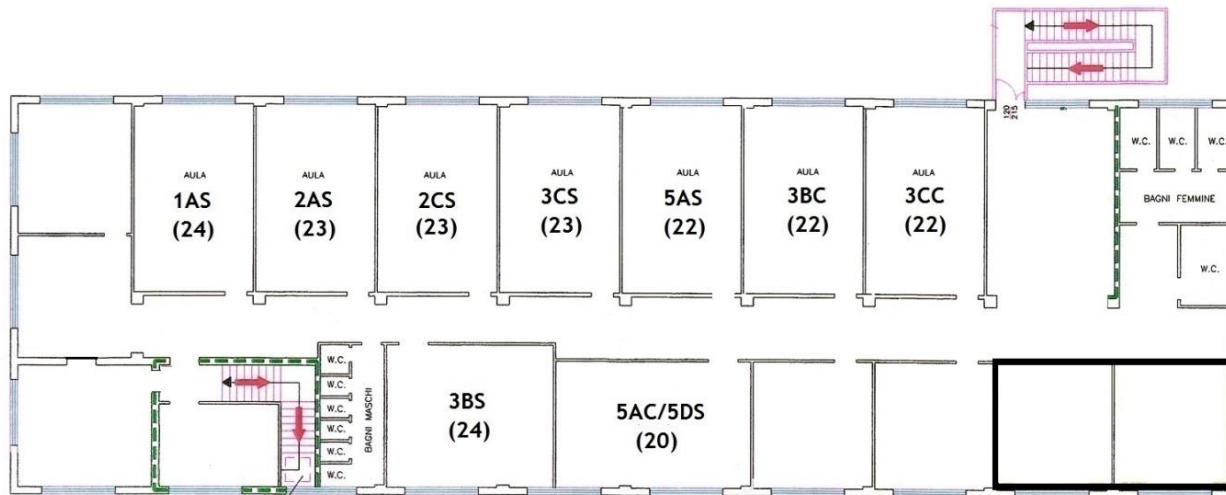 120
215
AULA
1AS
(24)
AULA
2AS
(23)
AULA
2CS
(23)
AULA
3CS
(23)
AULA
5AS
(22)
AULA
3BC
(22)
AULA
3CC
(22)
W.C.
W.C.
W.C.
BAGNI FEMMINE
W.C.
W.C.
W.C.
W.C.
W.C.
W.C.
W.C.
BAGNI MASCHI
3BS
(24)
5AC/5DS
(20)